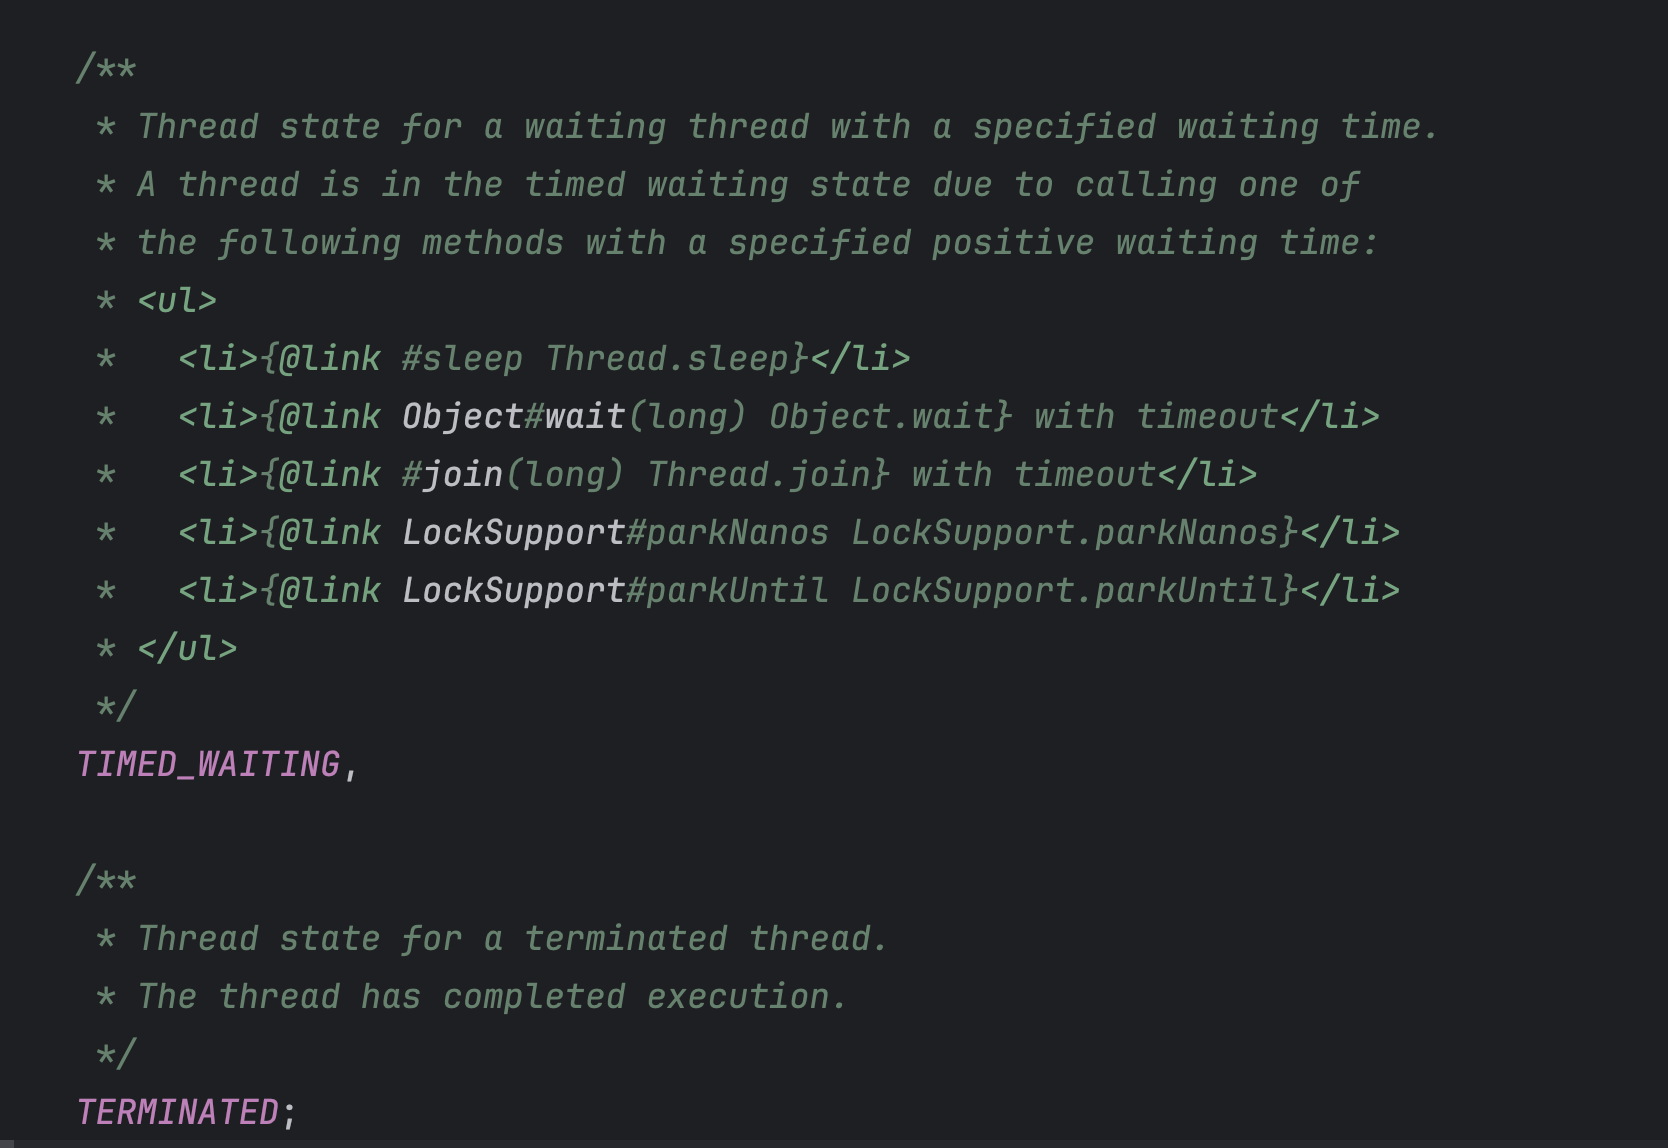 /**
 * Thread state for a waiting thread with a specified waiting time.
 * A thread is in the timed waiting state due to calling one of
 * the following methods with a specified positive waiting time:
 * <ul>
 *   <li>{@link #sleep Thread.sleep}</li>
 *   <li>{@link Object#wait(long) Object.wait} with timeout</li>
 *   <li>{@link #join(long) Thread.join} with timeout</li>
 *   <li>{@link LockSupport#parkNanos LockSupport.parkNanos}</li>
 *   <li>{@link LockSupport#parkUntil LockSupport.parkUntil}</li>
 * </ul>
 */
TIMED_WAITING,

/**
 * Thread state for a terminated thread.
 * The thread has completed execution.
 */
TERMINATED;